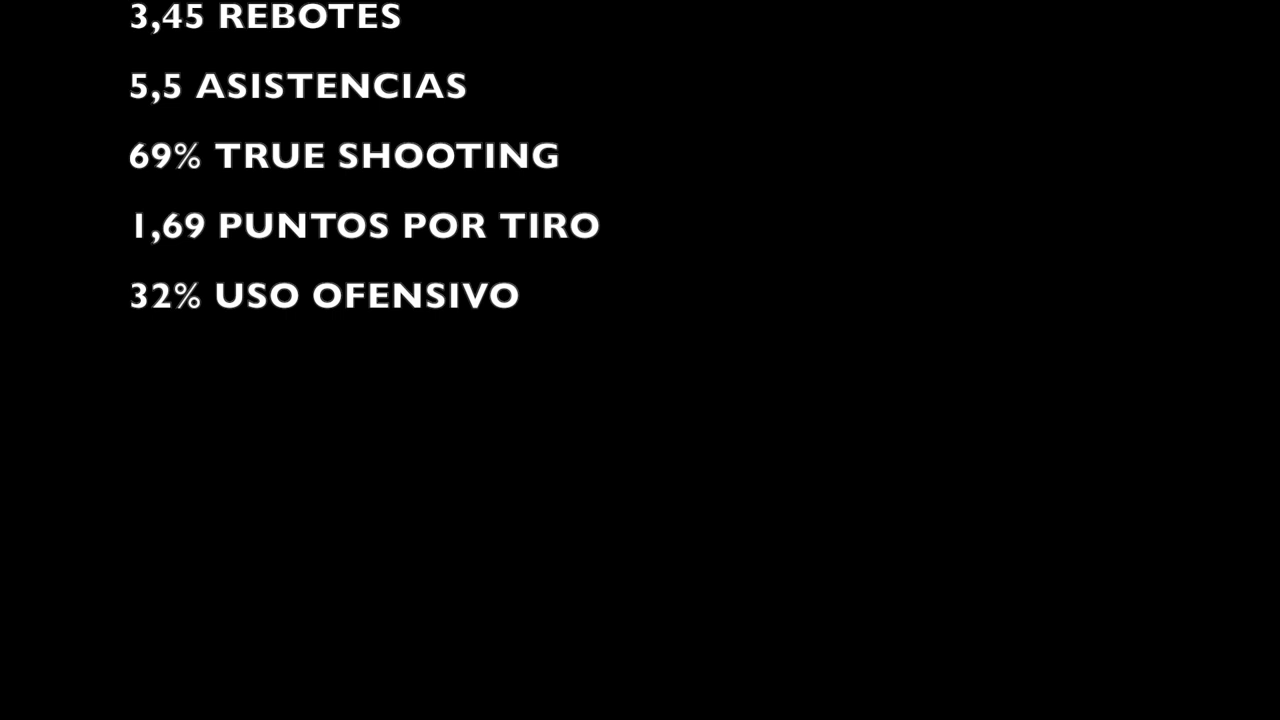 3,45 REBOTES
5,5 ASISTENCIAS
69% TRUE SHOOTING
1,69 PUNTOS POR TIRO
32% USO OFENSIVO